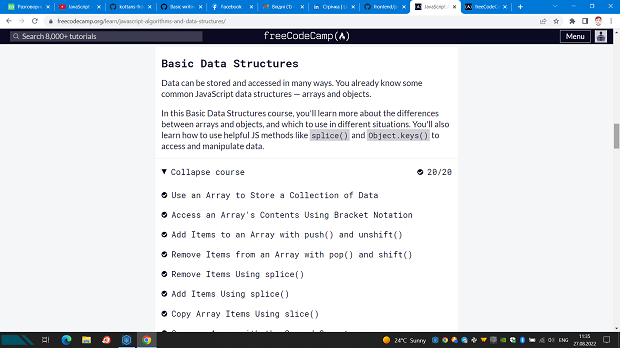 Разговорн
JavaScript
kottans-fro
Basic writin
Facebook
Вхідні (1)
Стрічка | Li
frontend/p
JavaScript
freeCodeC
freecodecamp.org/learn/javascript-algorithms-and-data-structures/
Search 8,000+ tutorials
freeCodeCamp
Menu
Basic Data Structures
Data can be stored and accessed in many ways. You already know some
common JavaScript data structures — arrays and objects.
In this Basic Data Structures course, you'll learn more about the differences
between arrays and objects, and which to use in different situations. You'll also
learn how to use helpful JS methods like splice() and Object.keys() to
access and manipulate data.
Collapse course
20/20
Use an Array to Store a Collection of Data
Access an Array's Contents Using Bracket Notation
Add Items to an Array with push() and unshift()
Remove Items from an Array with pop() and shift()
Remove Items Using splice()
Add Items Using splice()
Copy Array Items Using slice()
24°C Sunny
ENG
11:35
27.08.2022